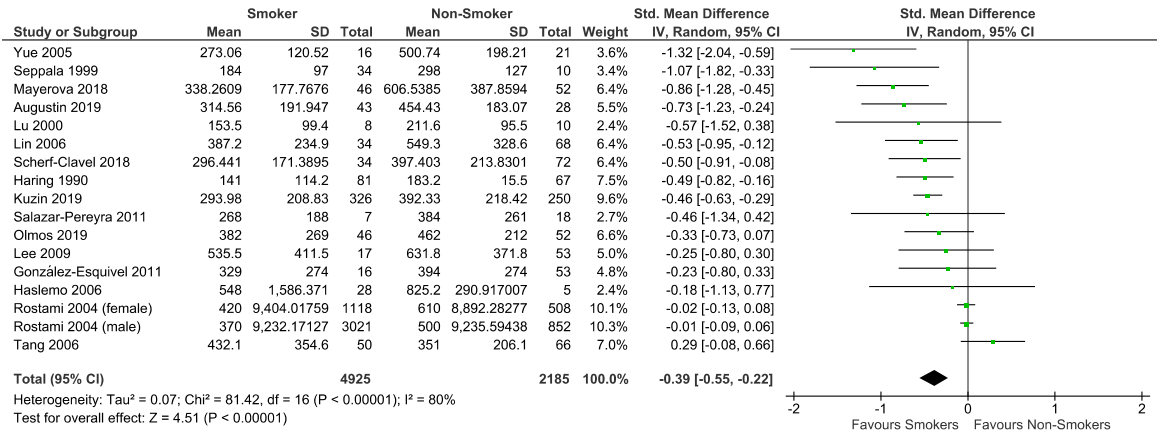 Smoker Non-Smoker Std. Mean Difference Std. Mean Difference
Study or Subgroup Mean SD Total Mean SD Total Weight IV, Random, 95% CI IV, Random, 95% CI
Yue 2005 273.06 120.52 16 500.74 198.21 21 3.6% -1.32 [-2.04, -0.59]
Seppala 1999 184 97 34 298 127 10 3.4% -1.07 [-1.82, -0.33]
Mayerova 2018 338.2609 177.7676 46 606.5385 387.8594 52 6.4% -0.86 [-1.28, -0.45]
Augustin 2019 314.56 191.947 43 454.43 183.07 28 5.4% -0.73 [-1.23, -0.24]
Lu 2000 153.5 99.4 8 211.6 95.5 10 2.4% -0.57 [-1.52, 0.38]
Lin 2006 387.2 234.9 34 549.3 328.6 68 6.4% -0.53 [-0.95, -0.12]
Scherf-Clavel 2018 296.441 171.3895 34 397.403 213.8301 72 6.4% -0.50 [-0.91, -0.08]
Haring 1990 141 114.2 81 183.2 15.5 67 7.5% -0.49 [-0.82, -0.16]
Kuzin 2019 293.98 208.83 326 392.33 218.42 250 9.6% -0.46 [-0.63, -0.29]
Salazar-Pereyra 2011 268 188 7 384 261 18 2.7% -0.46 [-1.34, 0.42]
Olmos 2019 382 269 46 462 212 52 6.6% -0.33 [-0.73, 0.07]
Lee 2009 535.5 411.5 17 631.8 371.8 53 5.0% -0.25 [-0.80, 0.30]
González-Esquivel 2011 329 274 16 394 274 53 4.8% -0.23 [-0.80, 0.33]
Haslemo 2006 548 1,586.371 28 825.2 290.917007 5 2.4% -0.18 [-1.13, 0.77]
Rostami 2004 (female) 420 9,404.01759 1118 610 8,892.28277 508 10.1% -0.02 [-0.13, 0.08]
Rostami 2004 (male) 370 9,232.17127 3021 500 9,235.59438 852 10.3% -0.01 [-0.09, 0.06]
Tang 2006 432.1 354.6 50 351 206.1 66 7.0% 0.29 [-0.08, 0.66]
Total (95% CI) 4925 2185 100.0% -0.39 [-0.55, -0.22]
Heterogeneity: Tau² = 0.07; Chi² = 81.42, df = 16 (P < 0.00001); I² = 80%
Test for overall effect: Z = 4.51 (P < 0.00001)
-2 -1 0 1 2
Favours Smokers Favours Non-Smokers